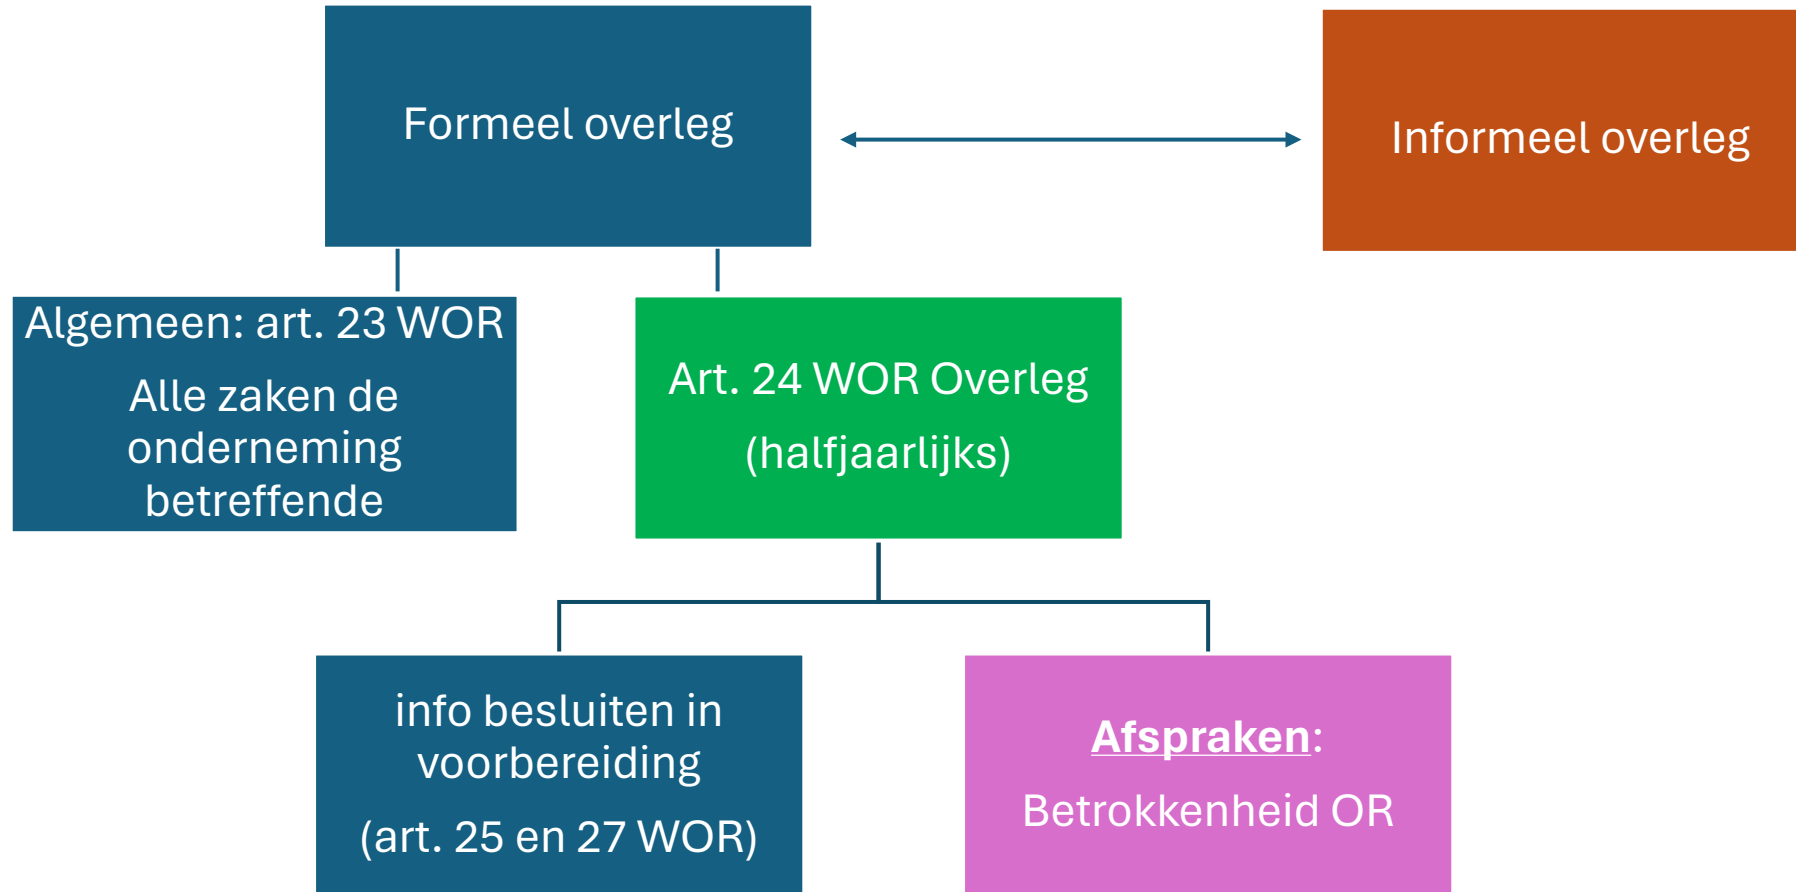 Formeel overleg
Informeel overleg
Algemeen: art. 23 WOR
Alle zaken de
onderneming
betreffende
Art. 24 WOR Overleg
(halfjaarlijks)
info besluiten in
voorbereiding
(art. 25 en 27 WOR)
Afspraken:
Betrokkenheid OR